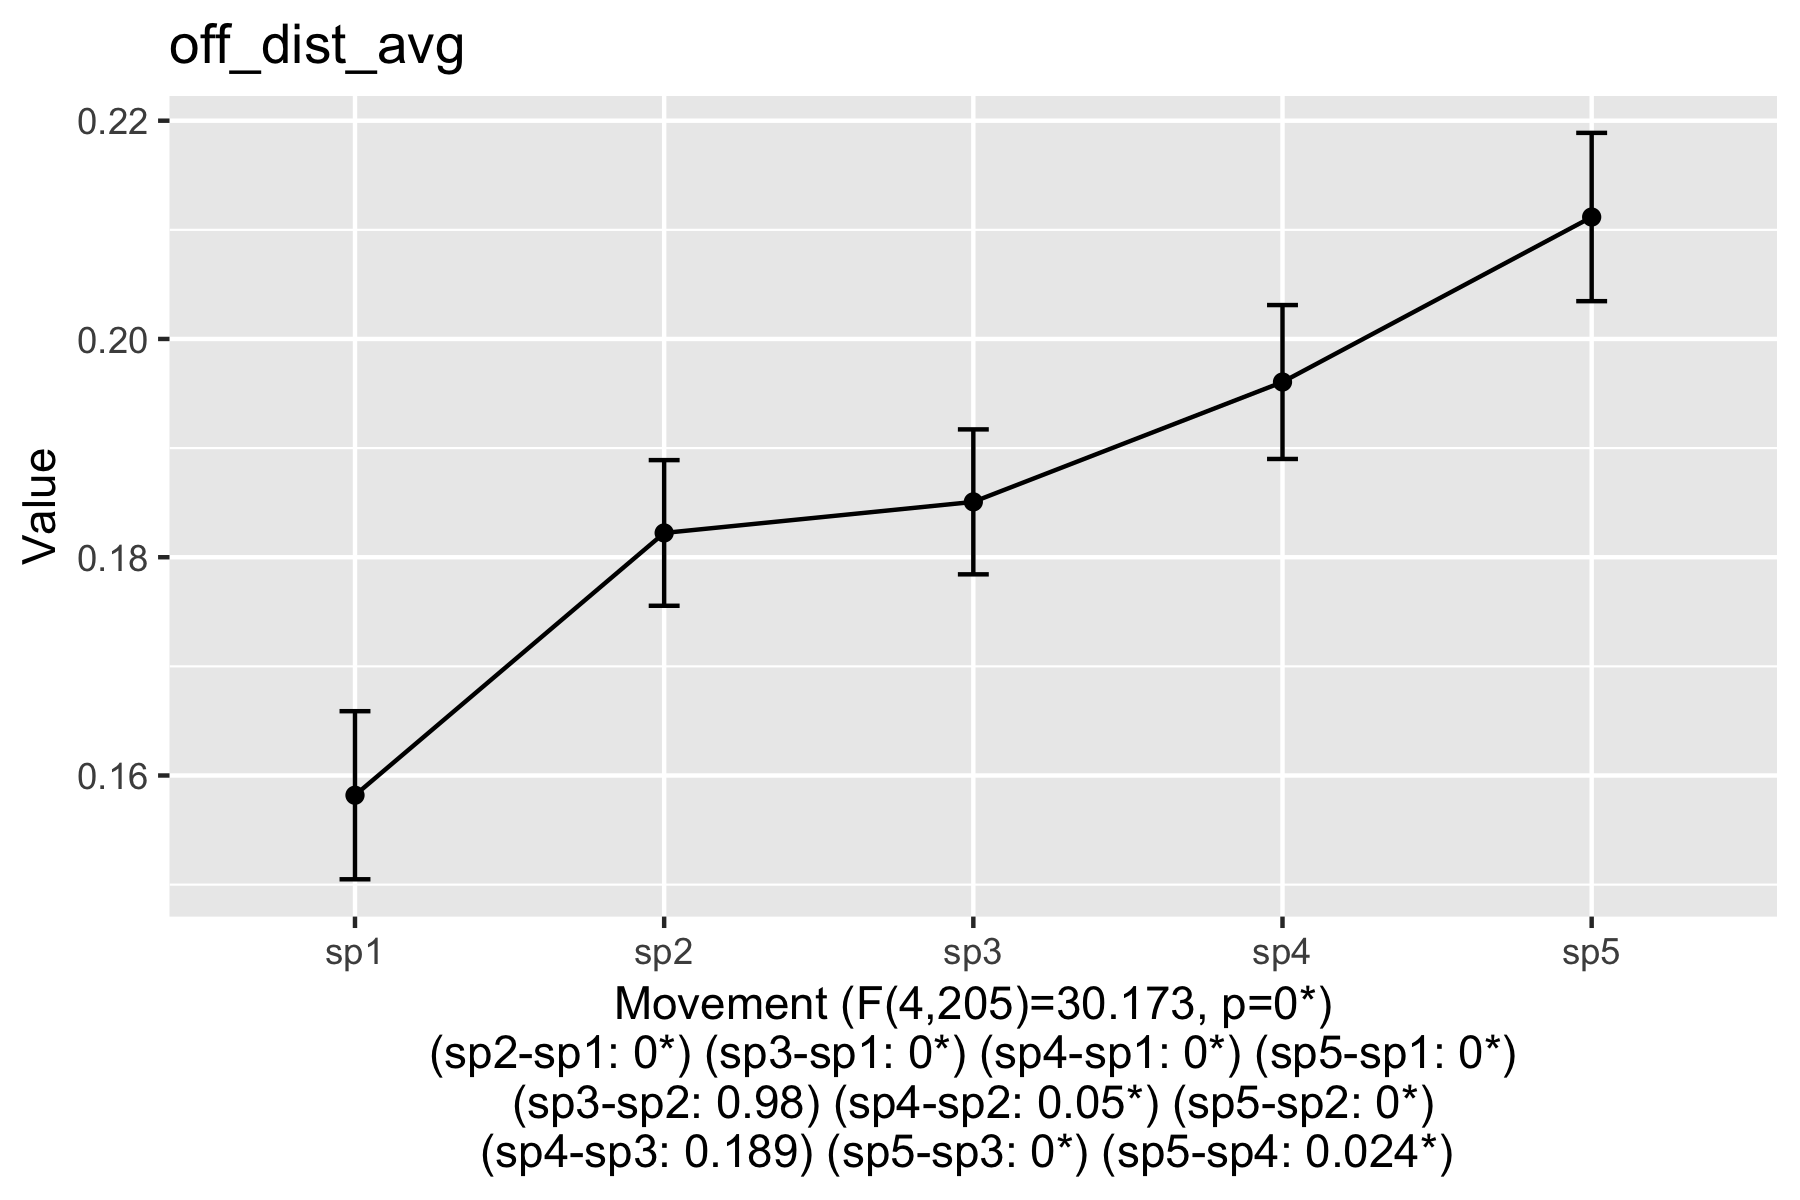 off_dist_avg
0.22
0.20
0.18
0.16
Value
sp1 sp2 sp3 sp4 sp5
Movement (F(4,205)=30.173, p=0*)
(sp2-sp1: 0*) (sp3-sp1: 0*) (sp4-sp1: 0*) (sp5-sp1: 0*)
(sp3-sp2: 0.98) (sp4-sp2: 0.05*) (sp5-sp2: 0*)
(sp4-sp3: 0.189) (sp5-sp3: 0*) (sp5-sp4: 0.024*)